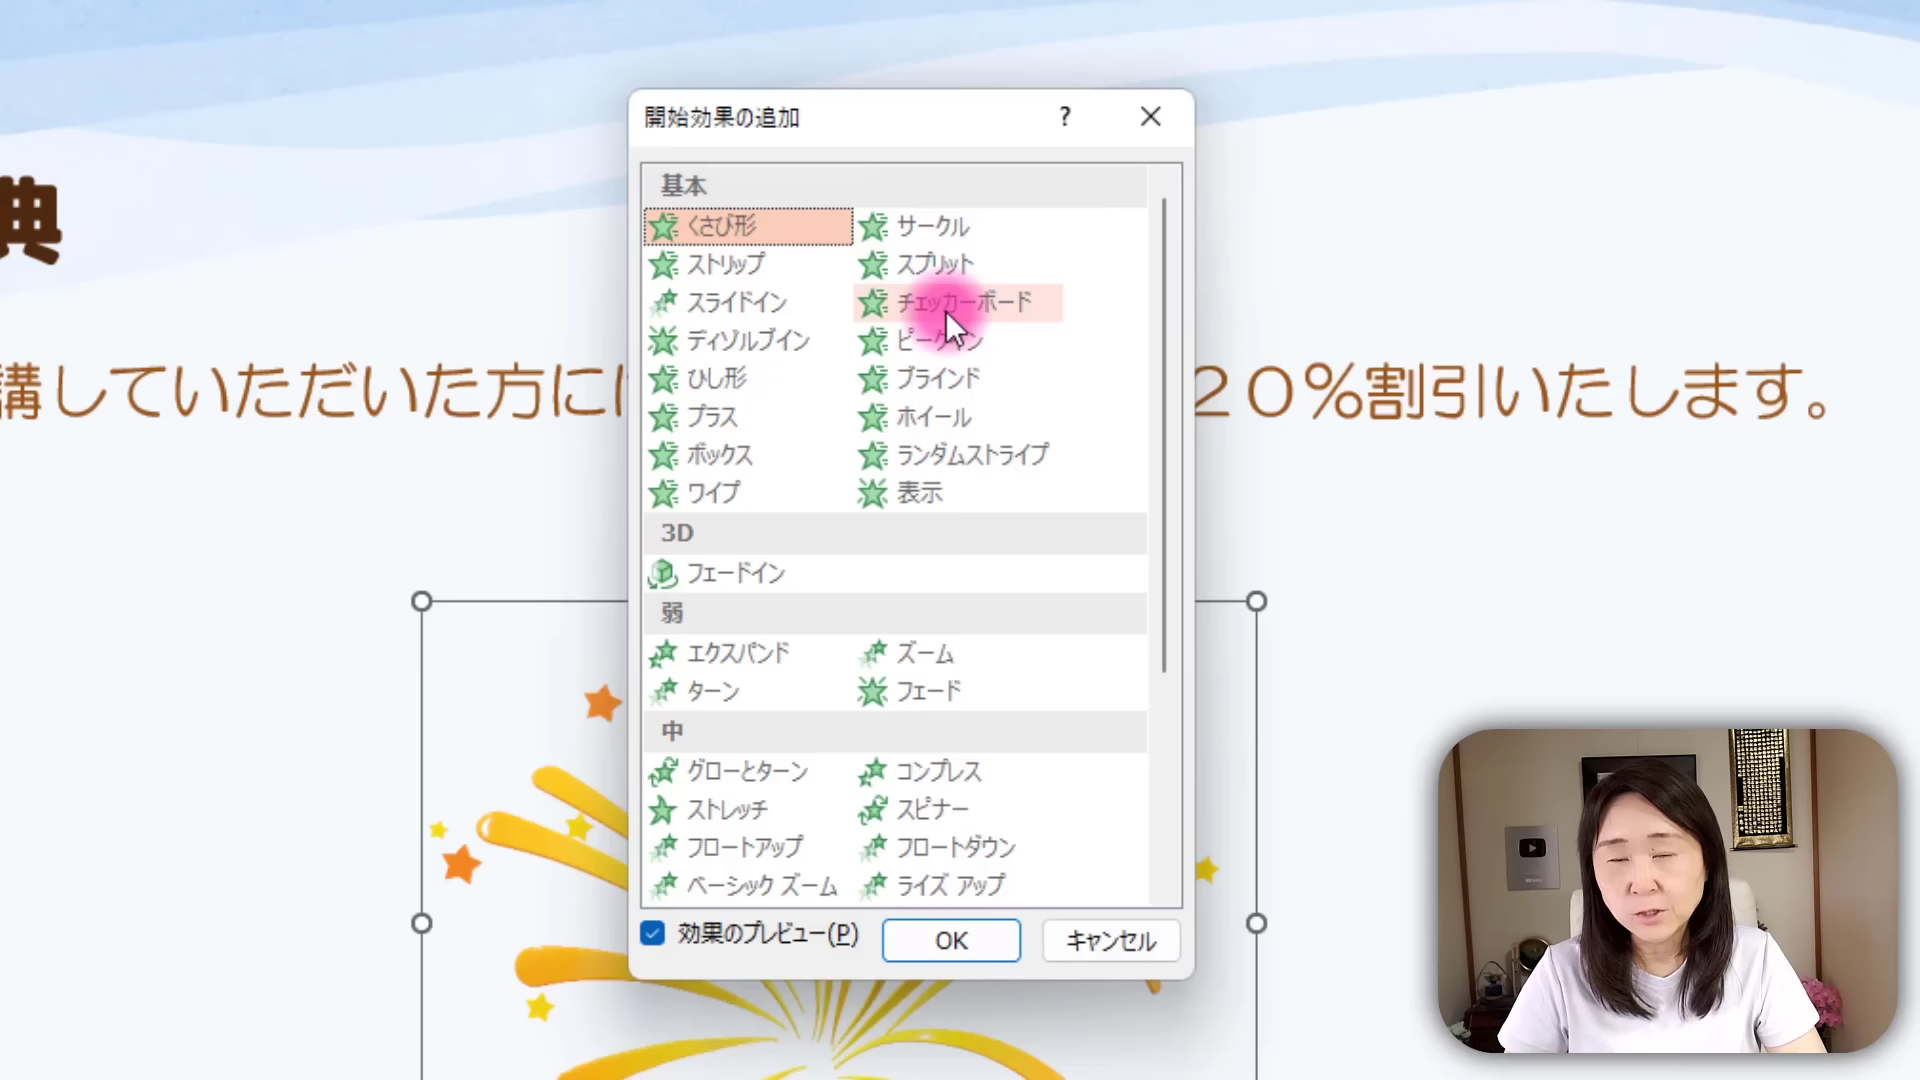 開始効果の追加
?
基本
くさび形 サークル
ストリップ スプリット
スライドイン チェッカーボード
ディゾルブイン ピークイン
ひし形 ブラインド
プラス ホイール
ボックス ランダムストライプ
ワイプ 表示
3D
フェードイン
弱
エクスパンド ズーム
ターン フェード
中
グローとターン コンプレス
ストレッチ スピナー
フロートアップ フロートダウン
ベーシック ズーム ライズ アップ
効果のプレビュー(P) OK キャンセル
典
講していただいた方に ２０％割引いたします。